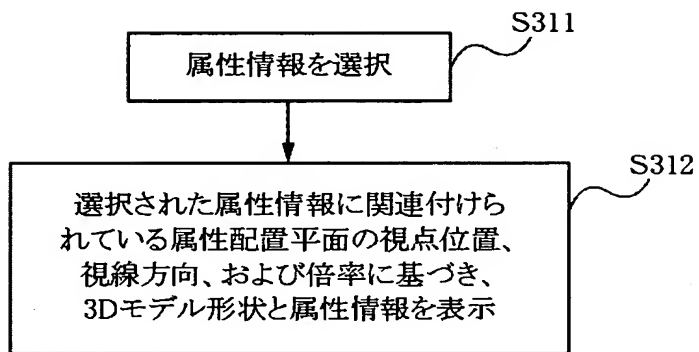 S311
属性情報を選択
S312
選択された属性情報に関連付けら
れている属性配置平面の視点位置、
視線方向、および倍率に基づき、
3Dモデル形状と属性情報を表示